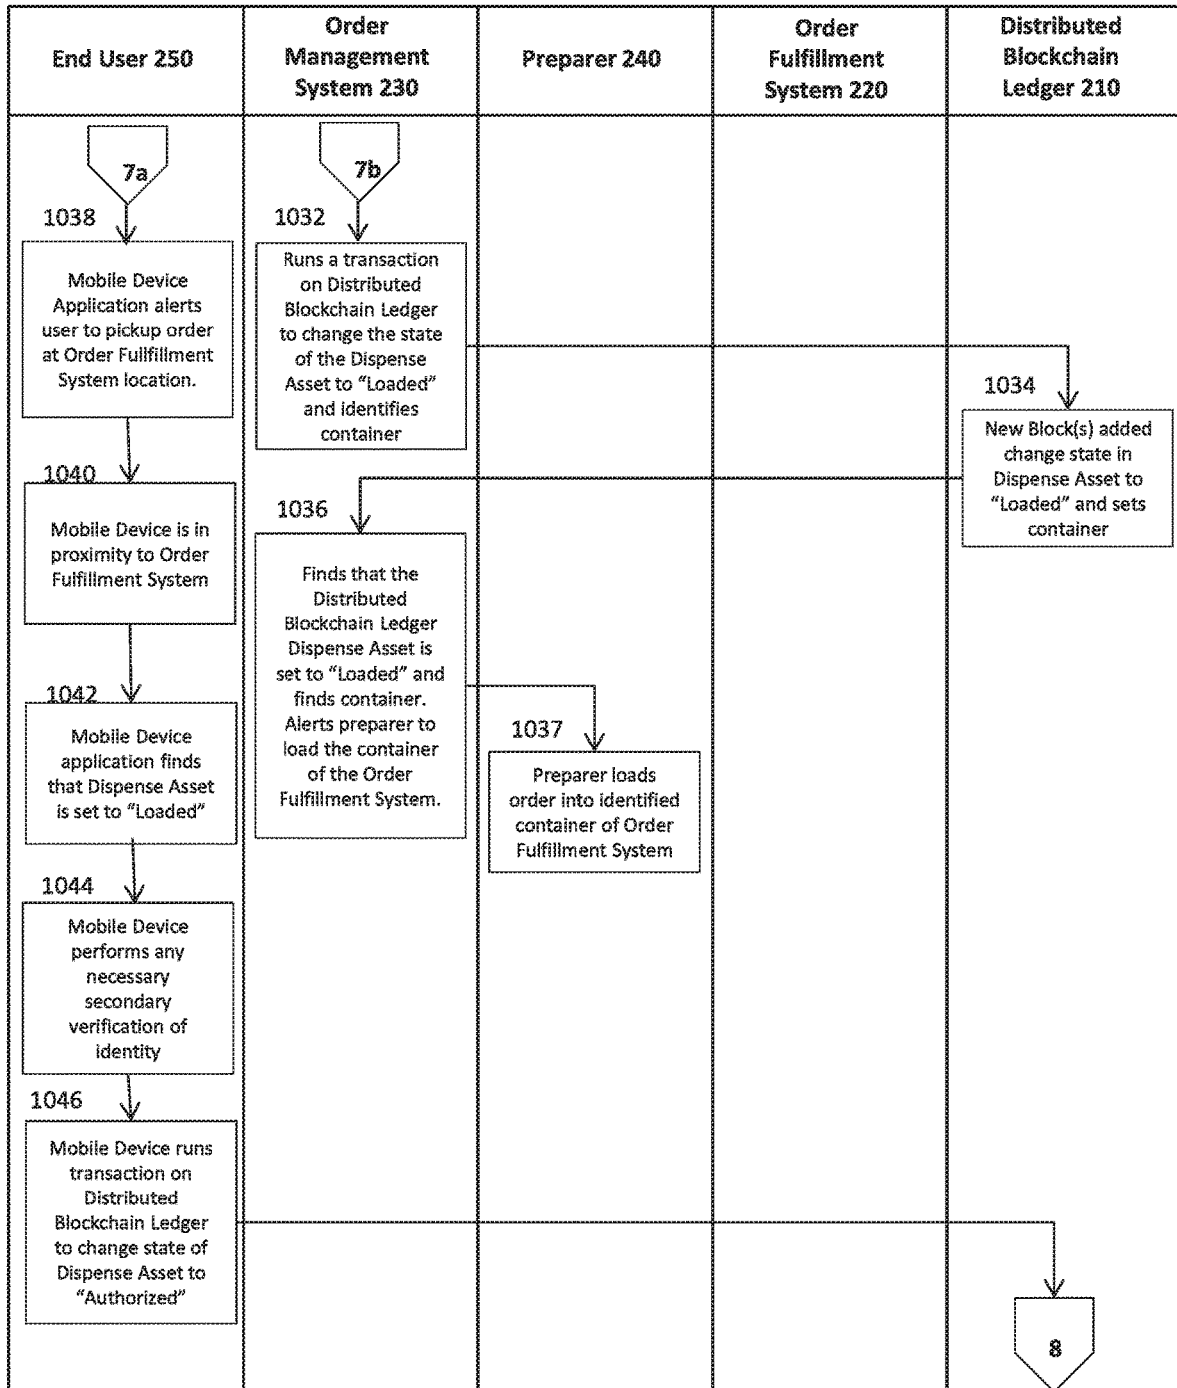 End User 250
Order
Management
System 230
Preparer 240
Order
Fulfillment
System 220
Distributed
Blockchain
Ledger 210
7a
1038
Mobile Device
Application alerts
user to pickup order
at Order Fullfillment
System location.
1040
Mobile Device is in
proximity to Order
Fulfillment System
1042
Mobile Device
application finds
that Dispense Asset
is set to “Loaded”
1044
Mobile Device
performs any
necessary
secondary
verification of
identity
1046
Mobile Device runs
transaction on
Distributed
Blockchain Ledger
to change state of
Dispense Asset to
“Authorized”
7b
1032
Runs a transaction
on Distributed
Blockchain Ledger
to change the state
of the Dispense
Asset to “Loaded”
and identifies
container
1036
Finds that the
Distributed
Blockchain Ledger
Dispense Asset is
set to “Loaded” and
finds container.
Alerts preparer to
load the container
of the Order
Fulfillment System.
1037
Preparer loads
order into identified
container of Order
Fulfillment System
1034
New Block(s) added
change state in
Dispense Asset to
“Loaded” and sets
container
8